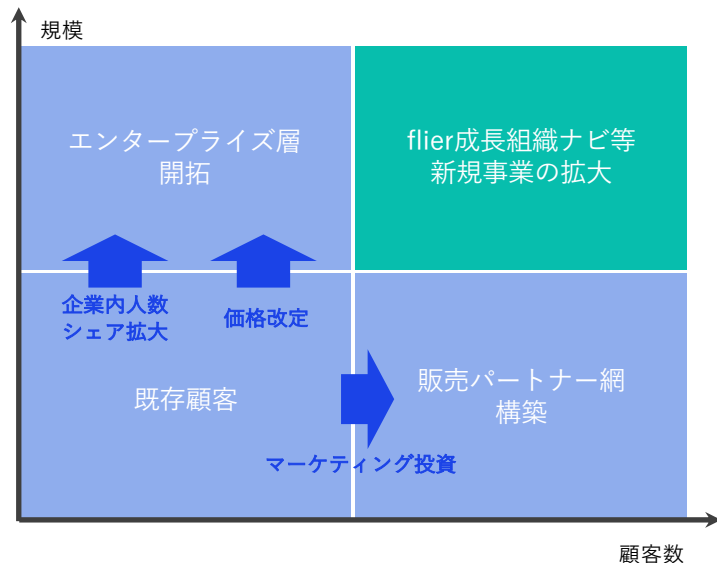 規模
エンタープライズ層
開拓
flier成長組織ナビ等
新規事業の拡大
企業内人数
シェア拡大
価格改定
既存顧客
販売パートナー網
構築
マーケティング投資
顧客数